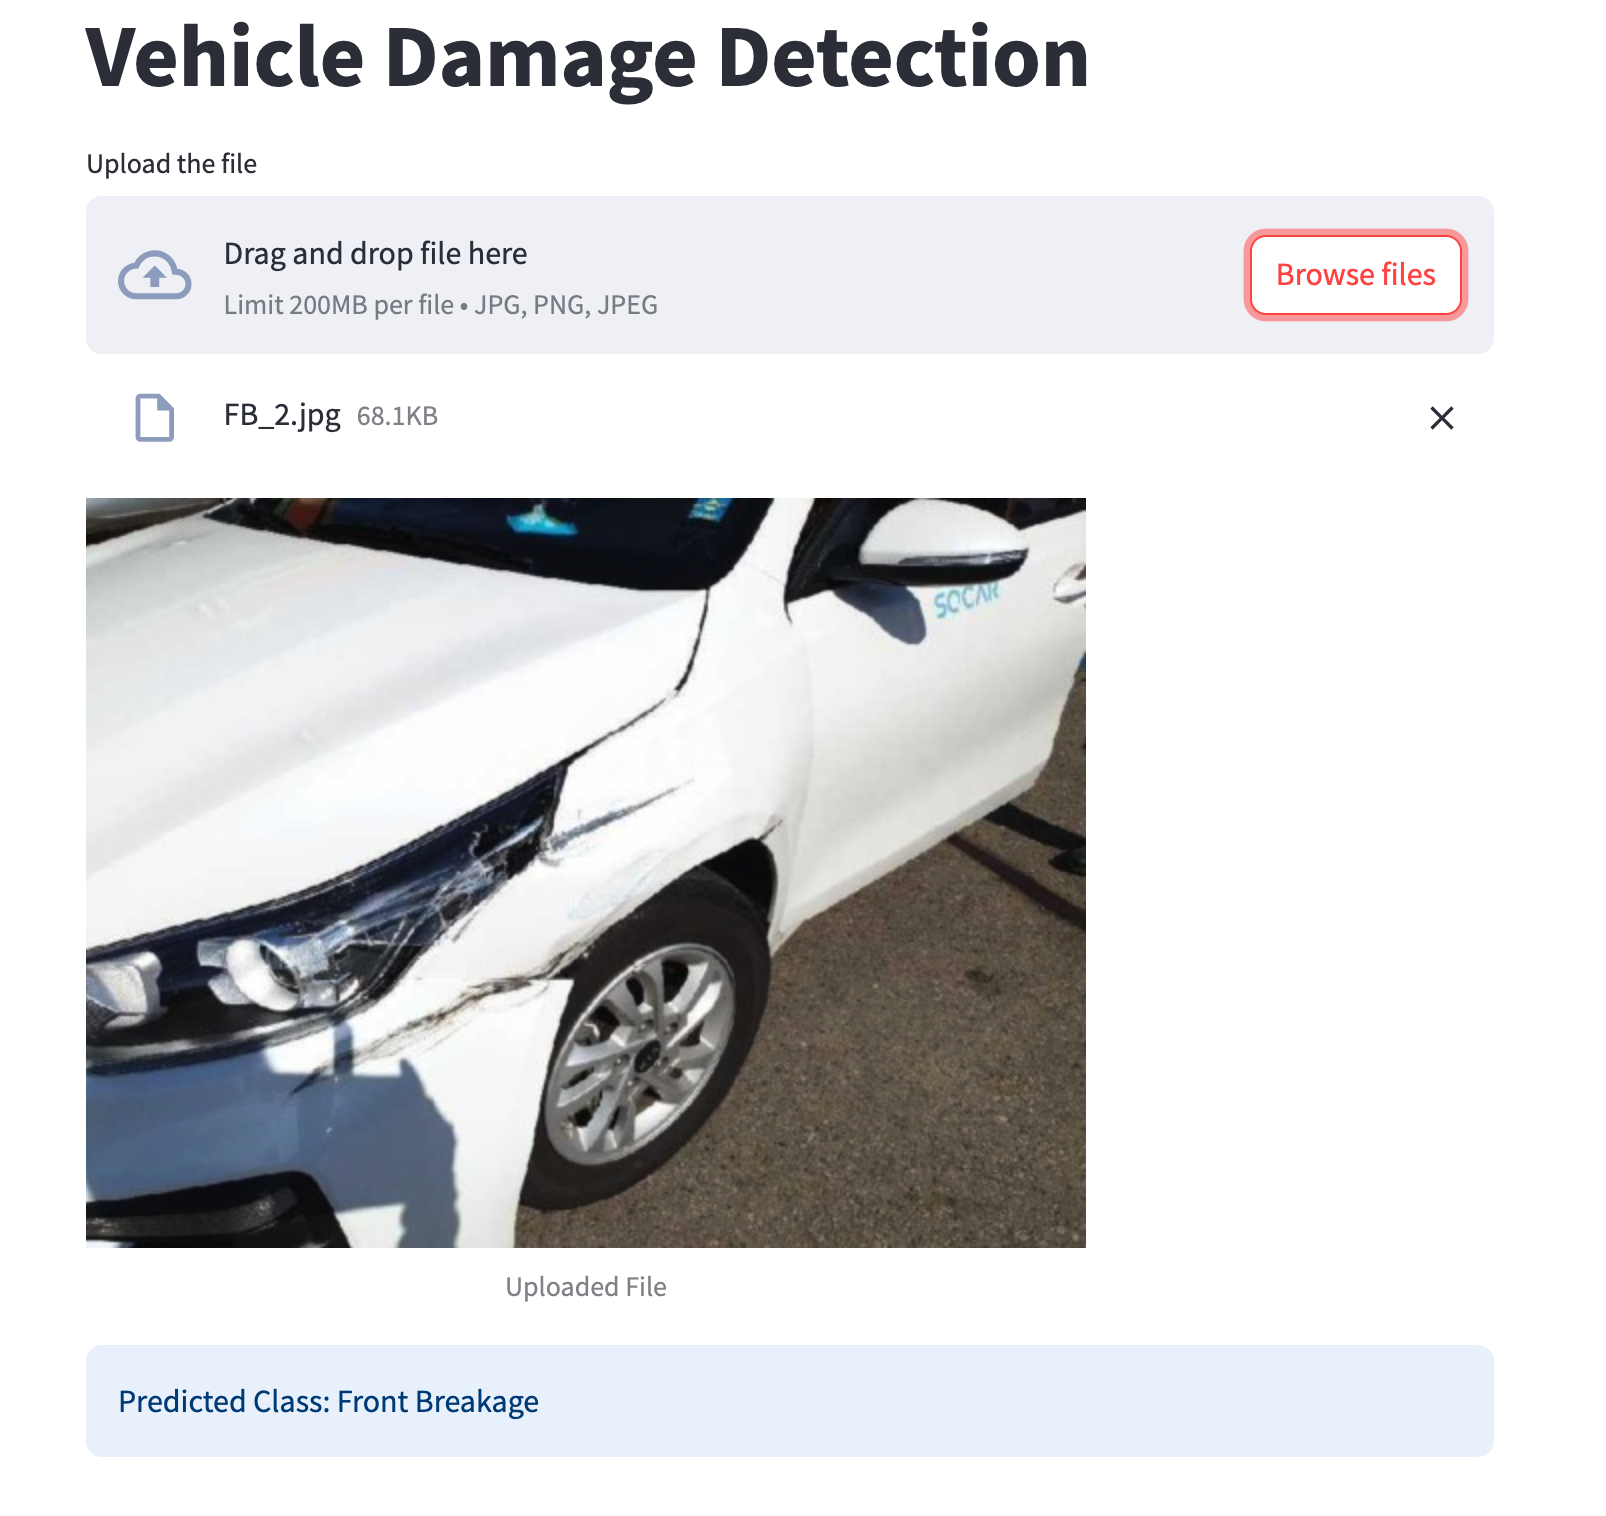 Vehicle Damage Detection
Upload the file
Drag and drop file here
Limit 200MB per file • JPG, PNG, JPEG
Browse files
FB_2.jpg 68.1KB
SOCAR
Uploaded File
Predicted Class: Front Breakage